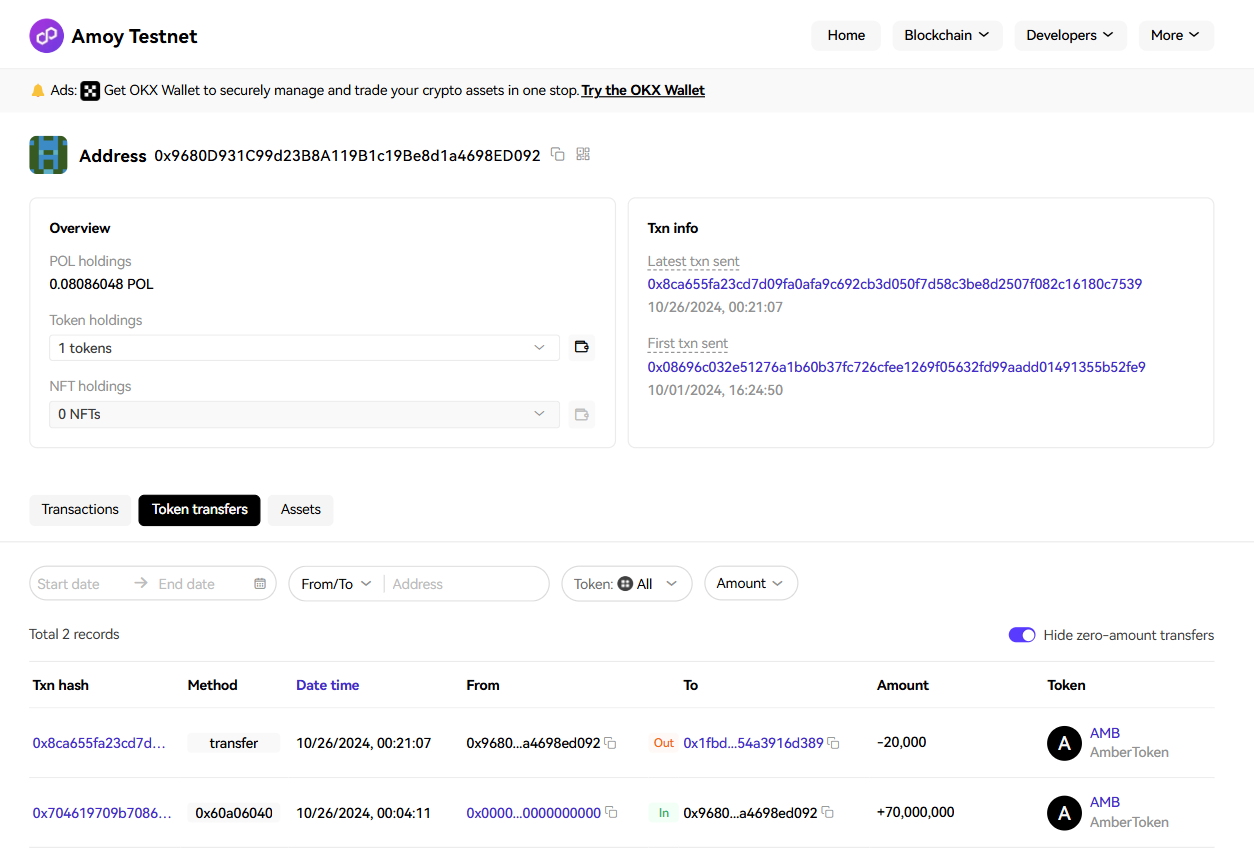 Amoy Testnet
Home Blockchain Developers More
Ads: Get OKX Wallet to securely manage and trade your crypto assets in one stop. Try the OKX Wallet
Address 0x9680D931C99d23B8A119B1c19Be8d1a4698ED092
Overview
POL holdings
0.08086048 POL
Token holdings
1 tokens
NFT holdings
0 NFTs
Txn info
Latest txn sent
0x8ca655fa23cd7d09fa0afa9c692cb3d050f7d58c3be8d2507f082c16180c7539
10/26/2024, 00:21:07
First txn sent
0x08696c032e51276a1b60b37fc726cfee1269f05632fd99aadd01491355b52fe9
10/01/2024, 16:24:50
Transactions Token transfers Assets
Start date End date From/To Address Token: All Amount
Total 2 records Hide zero-amount transfers
Txn hash Method Date time From To Amount Token
0x8ca655fa23cd7d... transfer 10/26/2024, 00:21:07 0x9680...a4698ed092 Out 0x1fbd...54a3916d389 -20,000 A AMB
AmberToken
0x704619709b7086... 0x60a06040 10/26/2024, 00:04:11 0x0000...0000000000 In 0x9680...a4698ed092 +70,000,000 A AMB
AmberToken